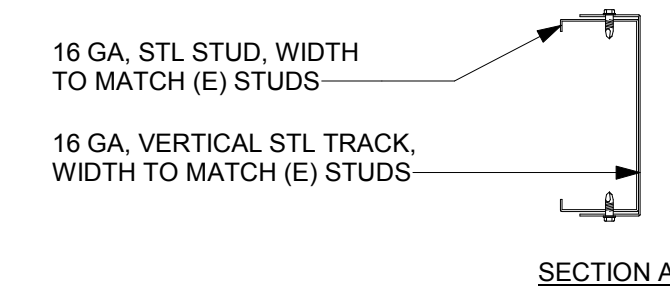 16 GA, STL STUD, WIDTH
TO MATCH (E) STUDS
16 GA, VERTICAL STL TRACK,
WIDTH TO MATCH (E) STUDS
SECTION A